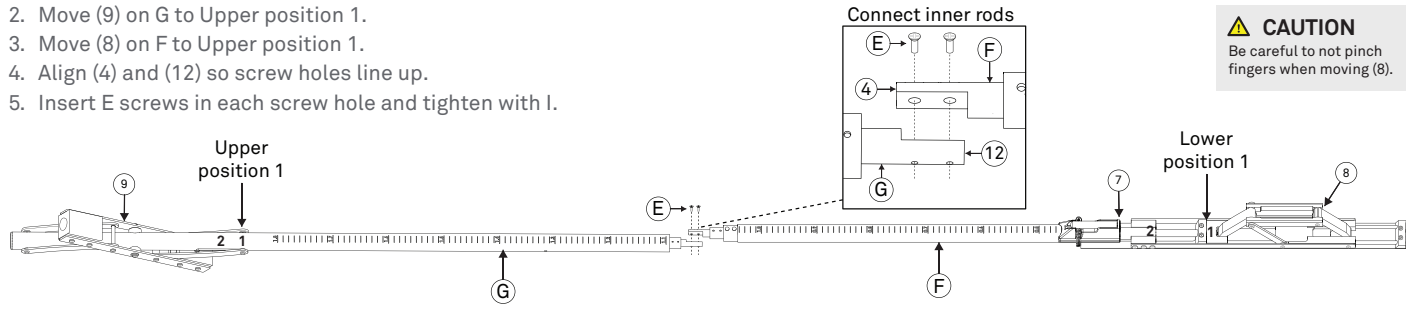 2. Move (9) on G to Upper position 1.
3. Move (8) on F to Upper position 1.
4. Align (4) and (12) so screw holes line up.
5. Insert E screws in each screw hole and tighten with I.
Connect inner rods
E
F
4
12
G
CAUTION
Be careful to not pinch
fingers when moving (8).
Upper
position 1
9
2 1
G
E
F
7
Lower
position 1
8
2
1